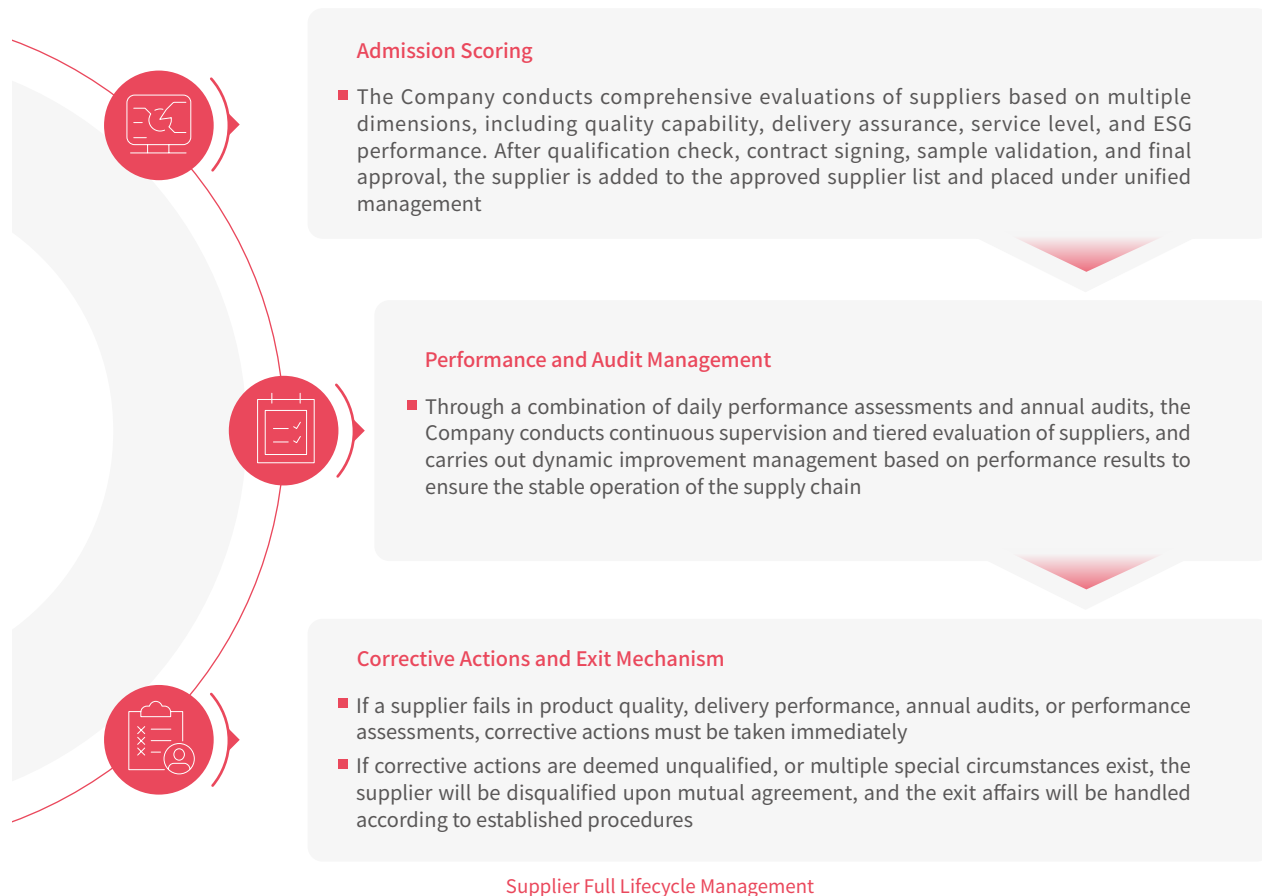 Admission Scoring
The Company conducts comprehensive evaluations of suppliers based on multiple
dimensions, including quality capability, delivery assurance, service level, and ESG
performance. After qualification check, contract signing, sample validation, and final
approval, the supplier is added to the approved supplier list and placed under unified
management
Performance and Audit Management
Through a combination of daily performance assessments and annual audits, the
Company conducts continuous supervision and tiered evaluation of suppliers, and
carries out dynamic improvement management based on performance results to
ensure the stable operation of the supply chain
Corrective Actions and Exit Mechanism
If a supplier fails in product quality, delivery performance, annual audits, or performance
assessments, corrective actions must be taken immediately
If corrective actions are deemed unqualified, or multiple special circumstances exist, the
supplier will be disqualified upon mutual agreement, and the exit affairs will be handled
according to established procedures
Supplier Full Lifecycle Management